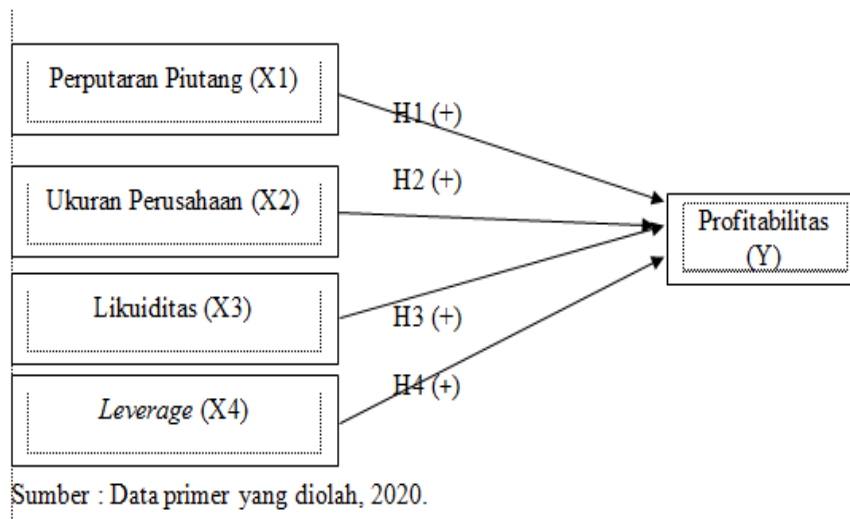 Perputaran Piutang (X1)
H1 (+)
Ukuran Perusahaan (X2)
H2 (+)
Profitabilitas
(Y)
Likuiditas (X3)
H3 (+)
Leverage (X4)
H4 (+)
Sumber : Data primer yang diolah, 2020.